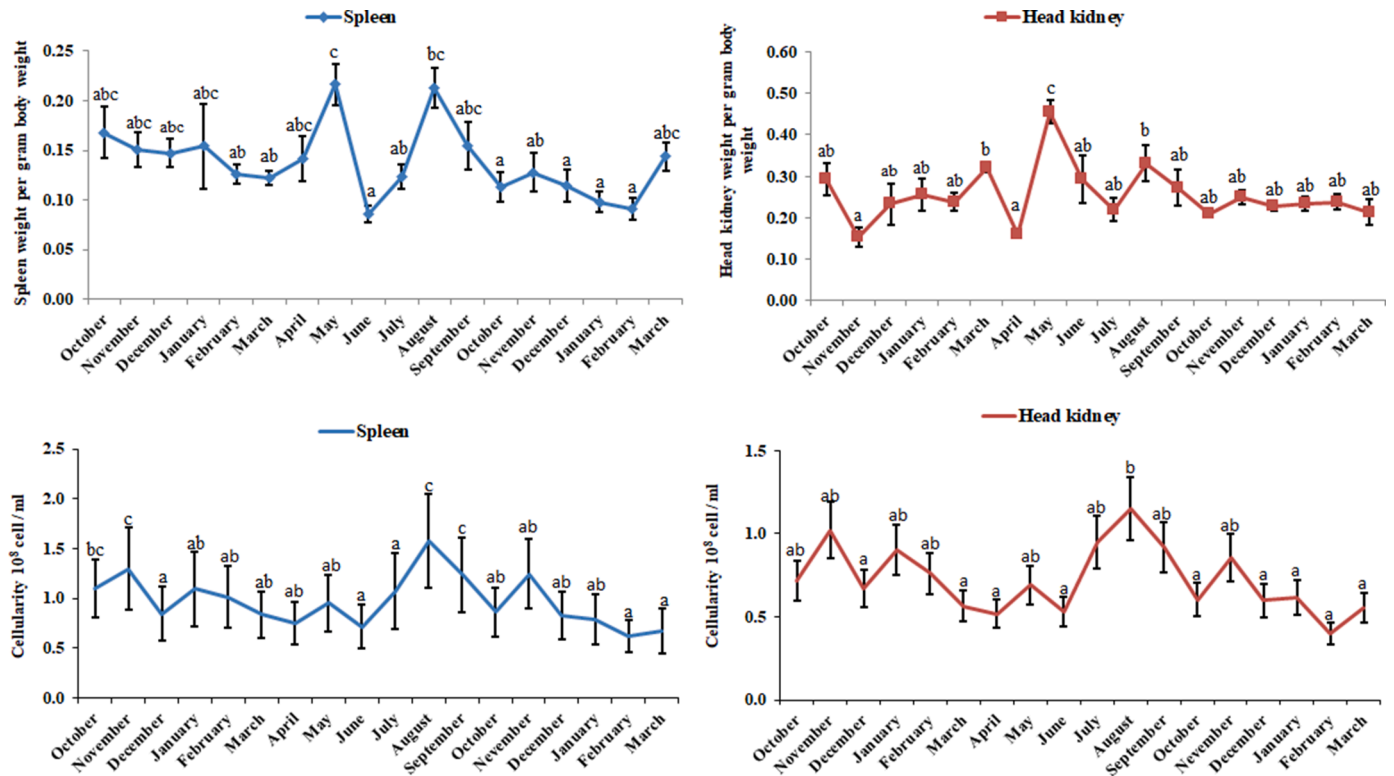 Spleen
Spleen weight per gram body weight
0.25
0.20
0.15
0.10
0.05
0.00
abc
abc
abc
abc
ab
ab
abc
c
a
ab
bc
abc
a
ab
a
a
a
abc
October
November
December
January
February
March
April
May
June
July
August
September
October
Nevember
December
January
February
March
Head kidney
Head kidney weight per gram body
weight
0.60
0.50
0.40
0.30
0.20
0.10
0.00
ab
a
ab
ab
ab
b
a
c
ab
ab
b
ab
ab
ab
ab
ab
ab
ab
October
November
December
January
February
March
April
May
June
July
August
September
October
Nevember
December
January
February
March
Spleen
Cellularity 10⁸ cell / ml
2.5
2.0
1.5
1.0
0.5
0.0
bc
c
a
ab
ab
ab
ab
ab
a
a
c
c
ab
ab
ab
ab
a
a
October
November
December
January
February
March
April
May
June
July
August
September
October
Nevember
December
January
February
March
Head kidney
Cellularity 10⁸ cell / ml
1.5
1.0
0.5
0.0
ab
ab
a
ab
ab
a
a
ab
a
ab
b
ab
a
ab
a
a
a
a
October
November
December
January
February
March
April
May
June
July
August
September
October
Nevember
December
January
February
March